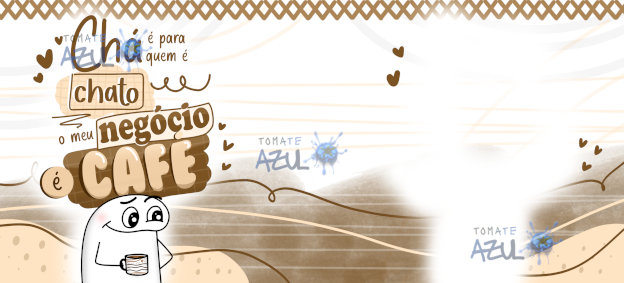 Chá é para
quem é
chato
o meu negócio
é CAFÉ
TOMATE
AZUL
TOMATE
AZUL
TOMATE
AZUL